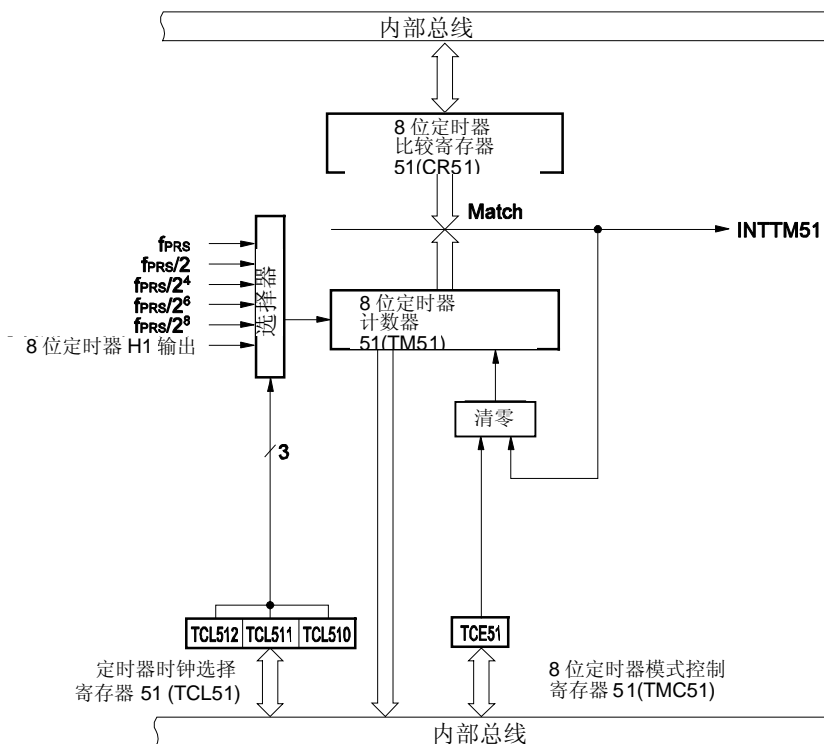 内部总线
8 位定时器
比较寄存器
51(CR51)
Match
INTTM51
fPRS
fPRS/2
fPRS/2⁴
fPRS/2⁶
fPRS/2⁸
8 位定时器 H1 输出
选择器
8 位定时器
计数器
51(TM51)
清零
3
TCL512 TCL511 TCL510
TCE51
定时器时钟选择
寄存器 51 (TCL51)
8 位定时器模式控制
寄存器 51(TMC51)
内部总线